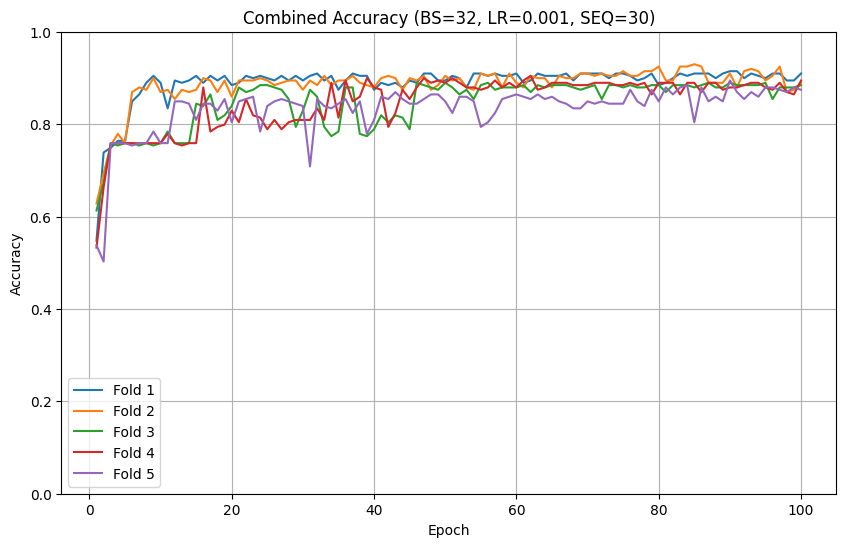 Combined Accuracy (BS=32, LR=0.001, SEQ=30)
1.0
0.8
0.6
0.4
0.2
0.0
Accuracy
Fold 1
Fold 2
Fold 3
Fold 4
Fold 5
0 20 40 60 80 100
Epoch